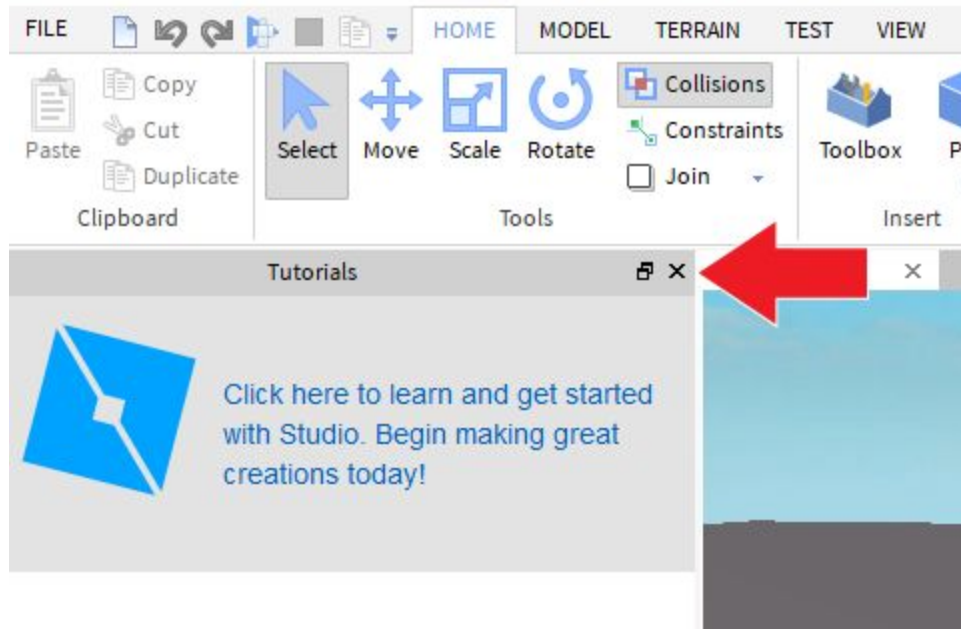 FILE HOME MODEL TERRAIN TEST VIEW
Copy
Cut
Duplicate
Paste
Clipboard
Select Move Scale Rotate
Collisions
Constraints
Join
Tools
Toolbox
Insert
Tutorials
Click here to learn and get started
with Studio. Begin making great
creations today!